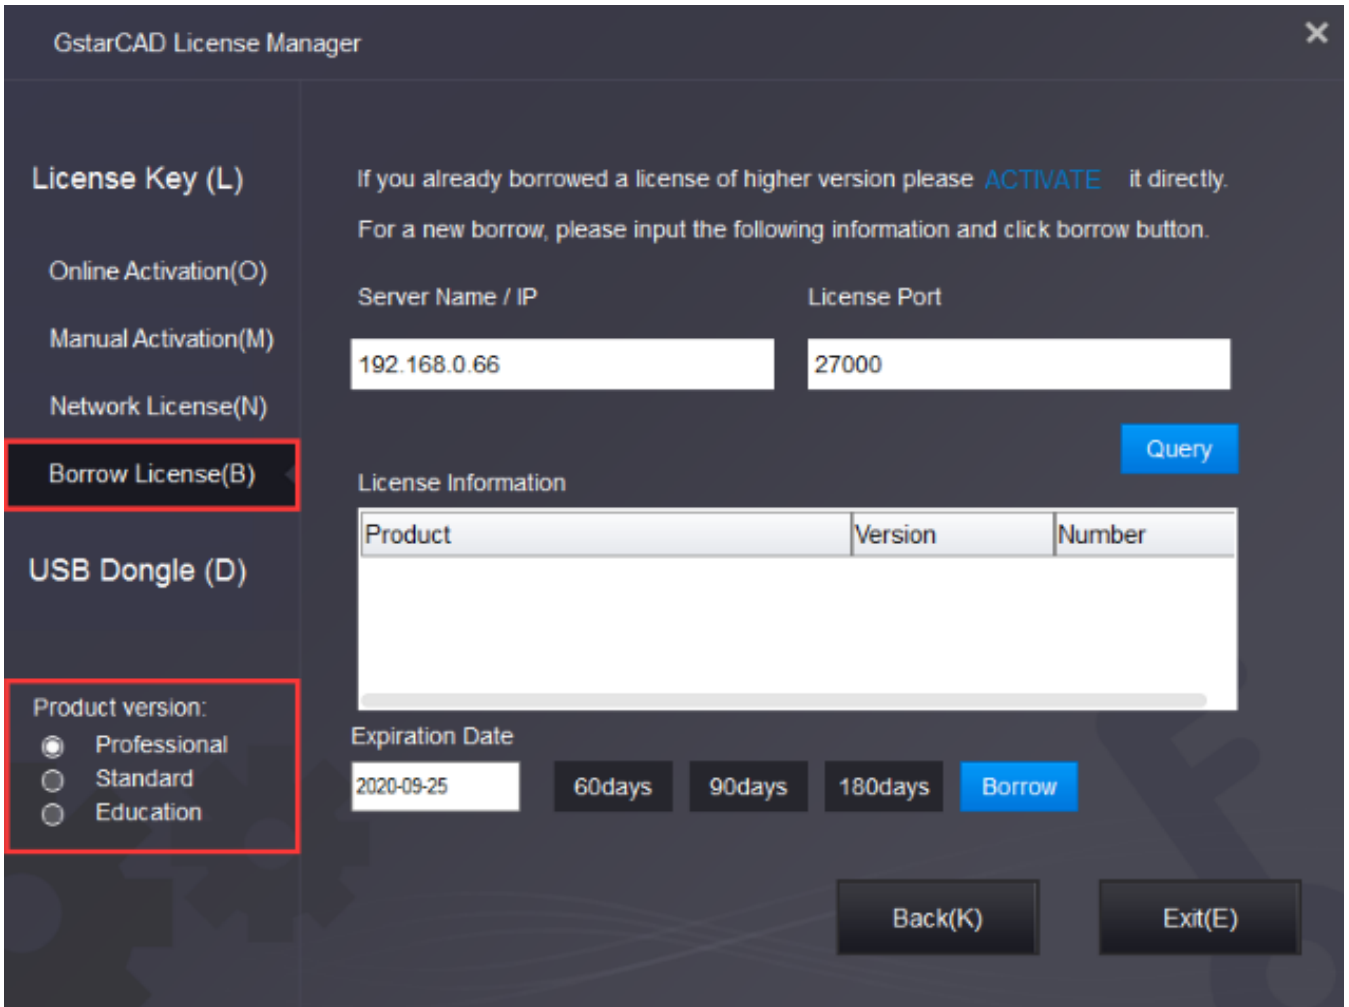 GstarCAD License Manager
License Key (L)
Online Activation(O)
Manual Activation(M)
Network License(N)
Borrow License(B)
USB Dongle (D)
Product version:
Professional
Standard
Education
If you already borrowed a license of higher version please ACTIVATE it directly.
For a new borrow, please input the following information and click borrow button.
Server Name / IP License Port
192.168.0.66 27000
Query
License Information
Product Version Number
Expiration Date
2020-09-25 60days 90days 180days Borrow
Back(K) Exit(E)